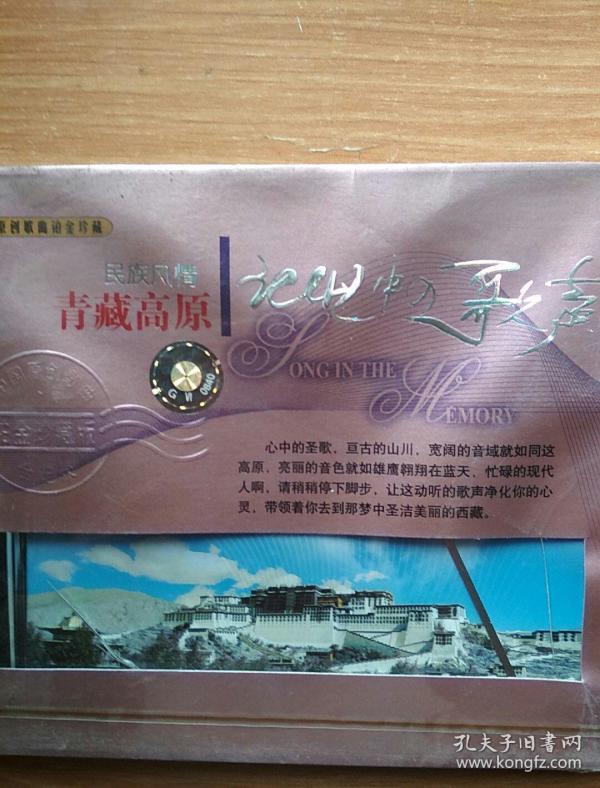 原创歌曲铂金珍藏
民族风情
青藏高原
记忆中的歌声
SONG IN THE
MEMORY
心中的圣歌、亘古的山川，宽阔的音域就如同这
高原，亮丽的音色就如雄鹰翱翔在蓝天，忙碌的现代
人啊，请稍稍停下脚步，让这动听的歌声净化你的心
灵，带领着你去到那梦中圣洁美丽的西藏。
孔夫子旧书网
www.kongfz.com